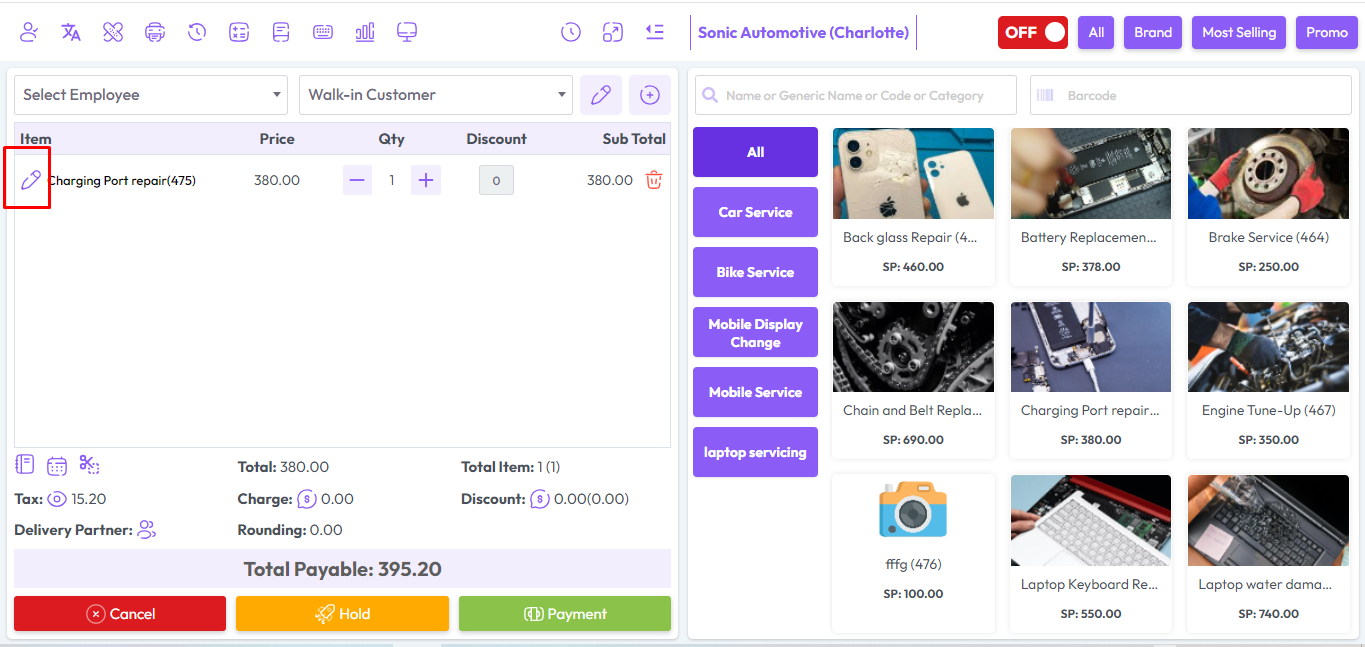 Sonic Automotive (Charlotte)
OFF
All
Brand
Most Selling
Promo
Select Employee
Walk-in Customer
Item Price Qty Discount Sub Total
Charging Port repair(475) 380.00 1 0 380.00
Total: 380.00
Total Item: 1 (1)
Tax: 15.20
Charge: 0.00
Discount: 0.00(0.00)
Delivery Partner:
Rounding: 0.00
Total Payable: 395.20
Cancel
Hold
Payment
Name or Generic Name or Code or Category
Barcode
All
Car Service
Bike Service
Mobile Display
Change
Mobile Service
laptop servicing
Back glass Repair (4...
SP: 460.00
Battery Replacemen...
SP: 378.00
Brake Service (464)
SP: 250.00
Chain and Belt Repla...
SP: 690.00
Charging Port repair...
SP: 380.00
Engine Tune-Up (467)
SP: 350.00
fffg (476)
SP: 100.00
Laptop Keyboard Re...
SP: 550.00
Laptop water dama...
SP: 740.00